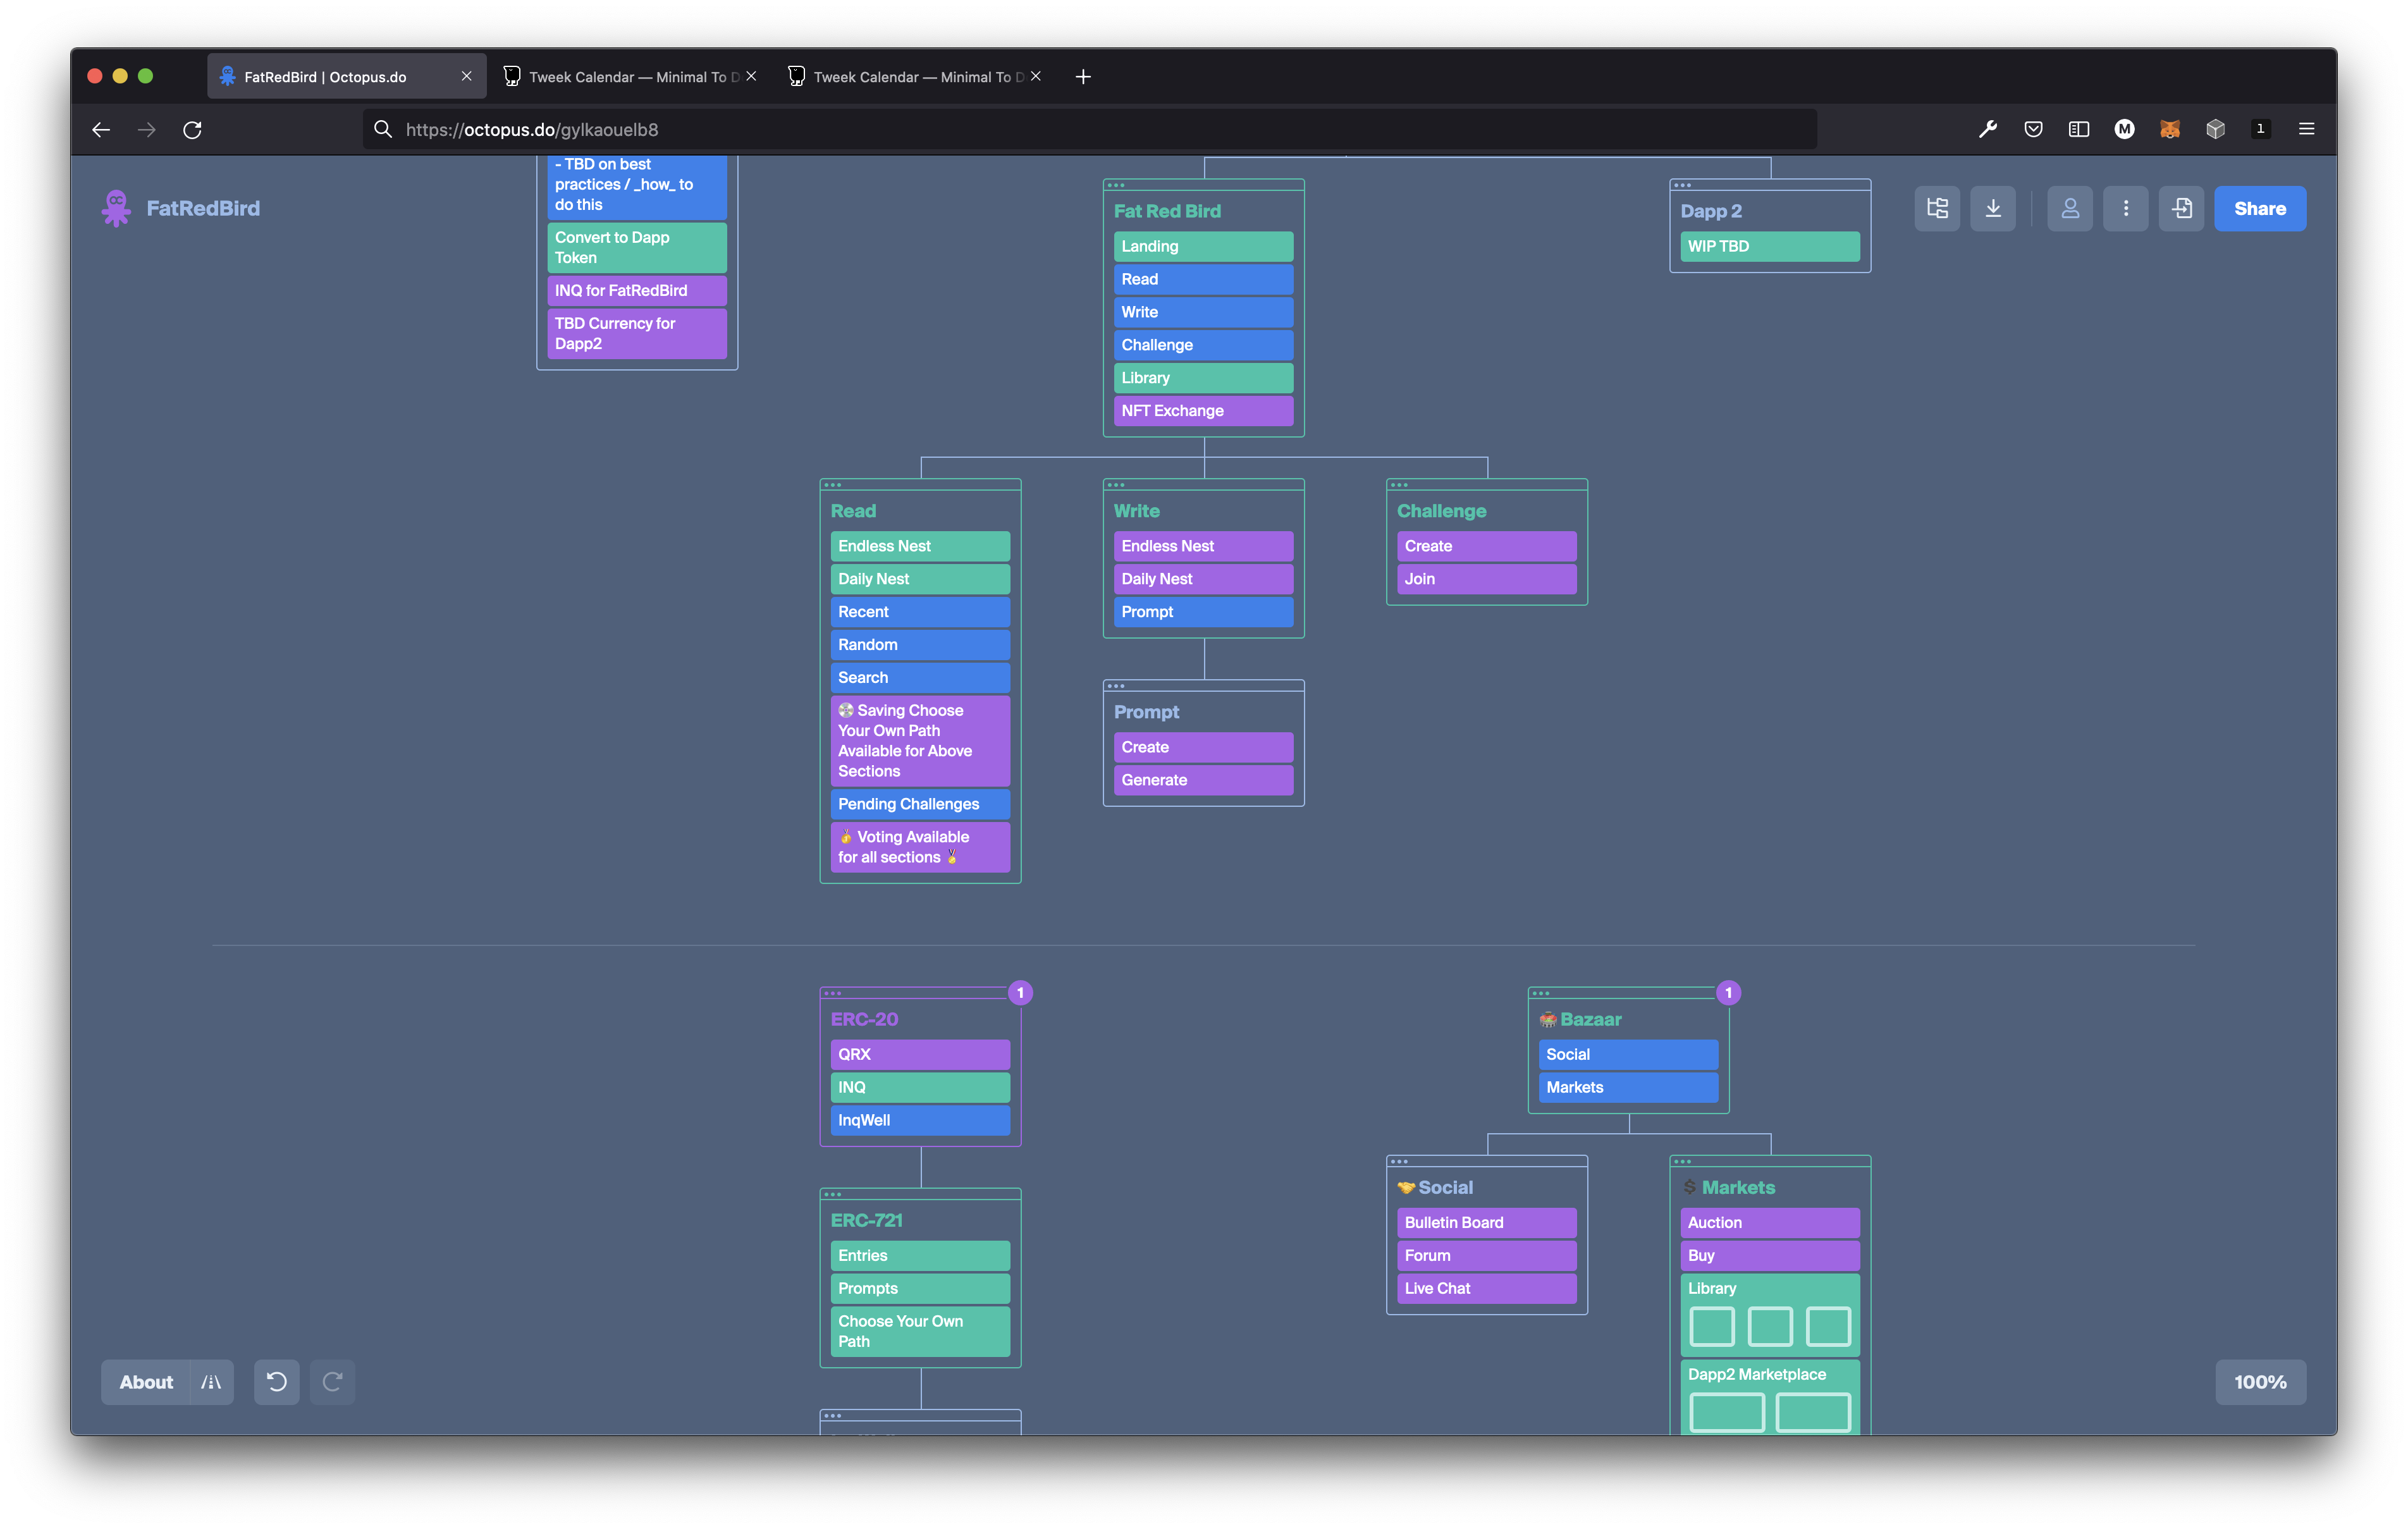 FatRedBird | Octopus.do
Tweek Calendar — Minimal To D
Tweek Calendar — Minimal To D
https://octopus.do/gylkaouelb8
M
1
FatRedBird
Share
- TBD on best
practices / _how_ to
do this
Convert to Dapp
Token
INQ for FatRedBird
TBD Currency for
Dapp2
Fat Red Bird
Landing
Read
Write
Challenge
Library
NFT Exchange
Dapp 2
WIP TBD
Read
Endless Nest
Daily Nest
Recent
Random
Search
💿 Saving Choose
Your Own Path
Available for Above
Sections
Pending Challenges
🥇 Voting Available
for all sections 🥇
Write
Endless Nest
Daily Nest
Prompt
Prompt
Create
Generate
Challenge
Create
Join
1
ERC-20
QRX
INQ
InqWell
ERC-721
Entries
Prompts
Choose Your Own
Path
1
Bazaar
Social
Markets
🤝 Social
Bulletin Board
Forum
Live Chat
💲 Markets
Auction
Buy
Library
Dapp2 Marketplace
About
100%